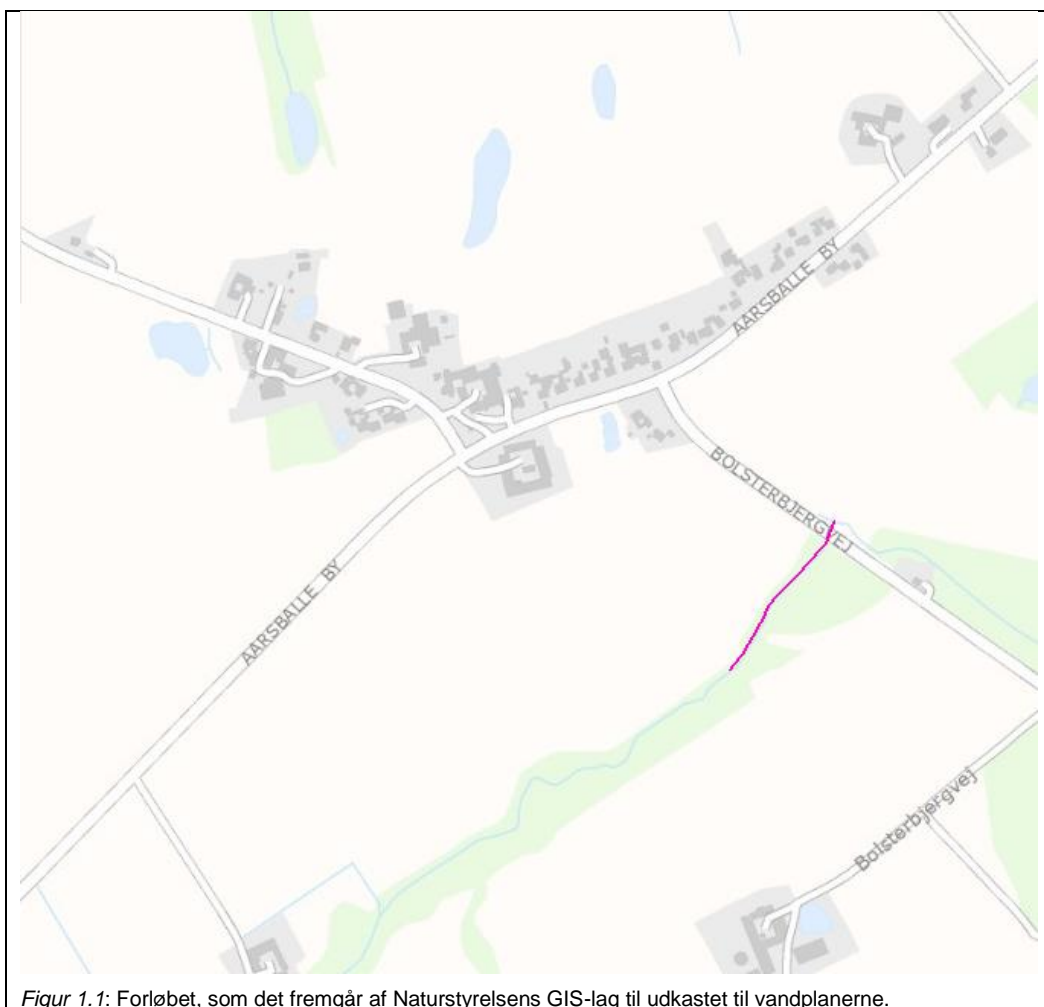 AARSBALLE BY
BOLSTERBJERGVEJ
AARSBALLE BY
Bolsterbjergvej
Figur 1.1: Forløbet, som det fremgår af Naturstyrelsens GIS-lag til udkastet til vandplanerne.